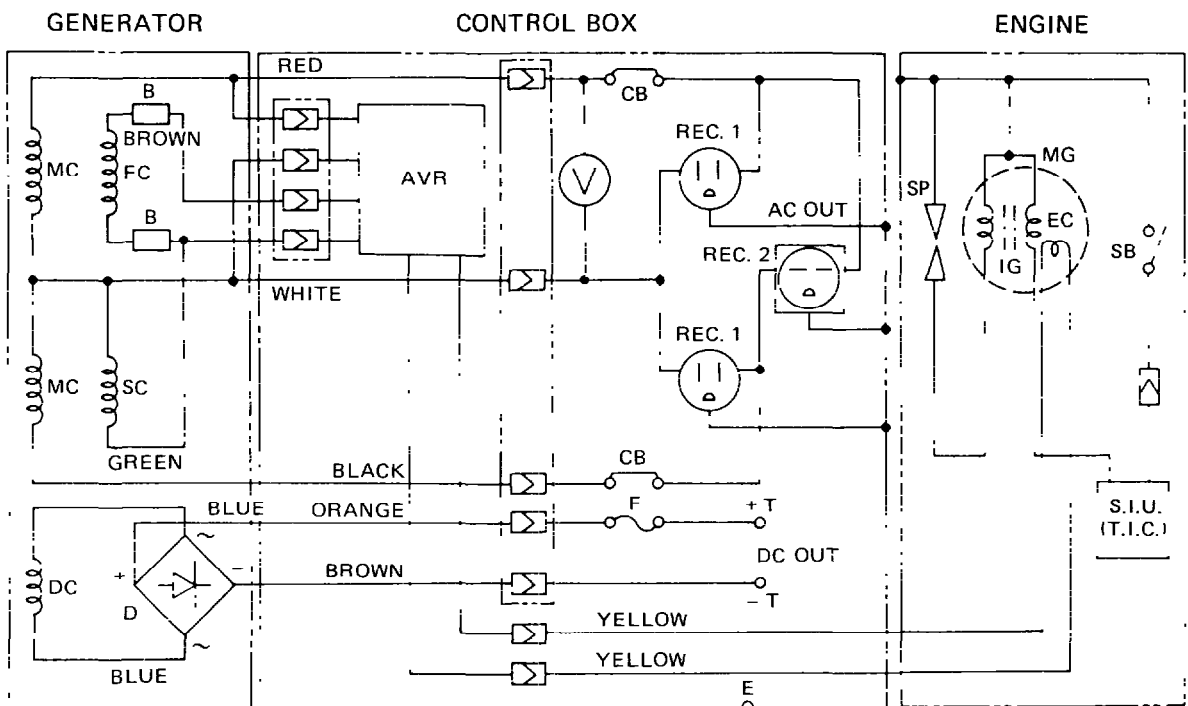 GENERATOR
CONTROL BOX
ENGINE
RED
B
CB
BROWN
REC. 1
MC
FC
AVR
V
MG
SP
EC
AC OUT
B
REC. 2
IG
SB
WHITE
REC. 1
MC
SC
GREEN
BLACK
CB
BLUE
ORANGE
F
+ T
S.I.U.
(T.I.C.)
~
DC OUT
+
−
BROWN
DC
D
− T
~
YELLOW
BLUE
YELLOW
E